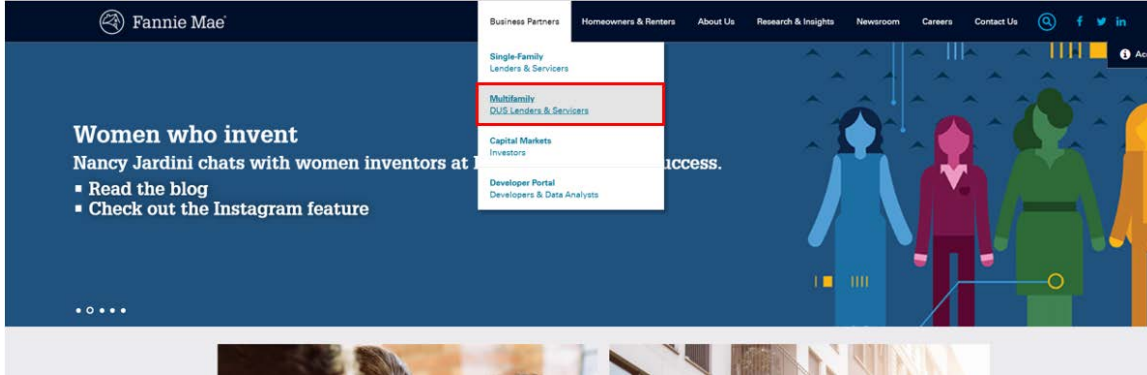 Fannie Mae
Business Partners Homeowners & Renters About Us Research & Insights Newsroom Careers Contact Us
Single-Family
Lenders & Servicers
Multifamily
DUS Lenders & Servicers
Capital Markets
Investors
Developer Portal
Developers & Data Analysts
Women who invent
Nancy Jardini chats with women inventors at
ccess.
Read the blog
Check out the Instagram feature